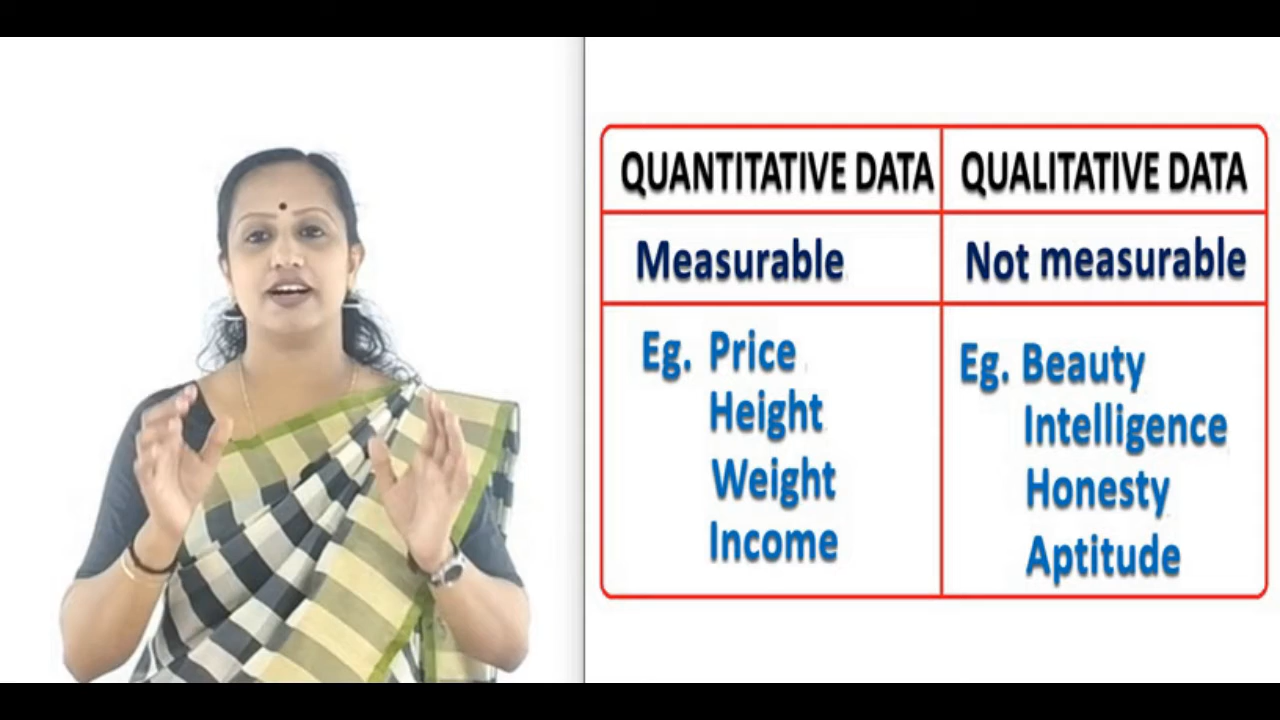 QUANTITATIVE DATA
QUALITATIVE DATA
Measurable
Not measurable
Eg. Price
Height
Weight
Income
Eg. Beauty
Intelligence
Honesty
Aptitude